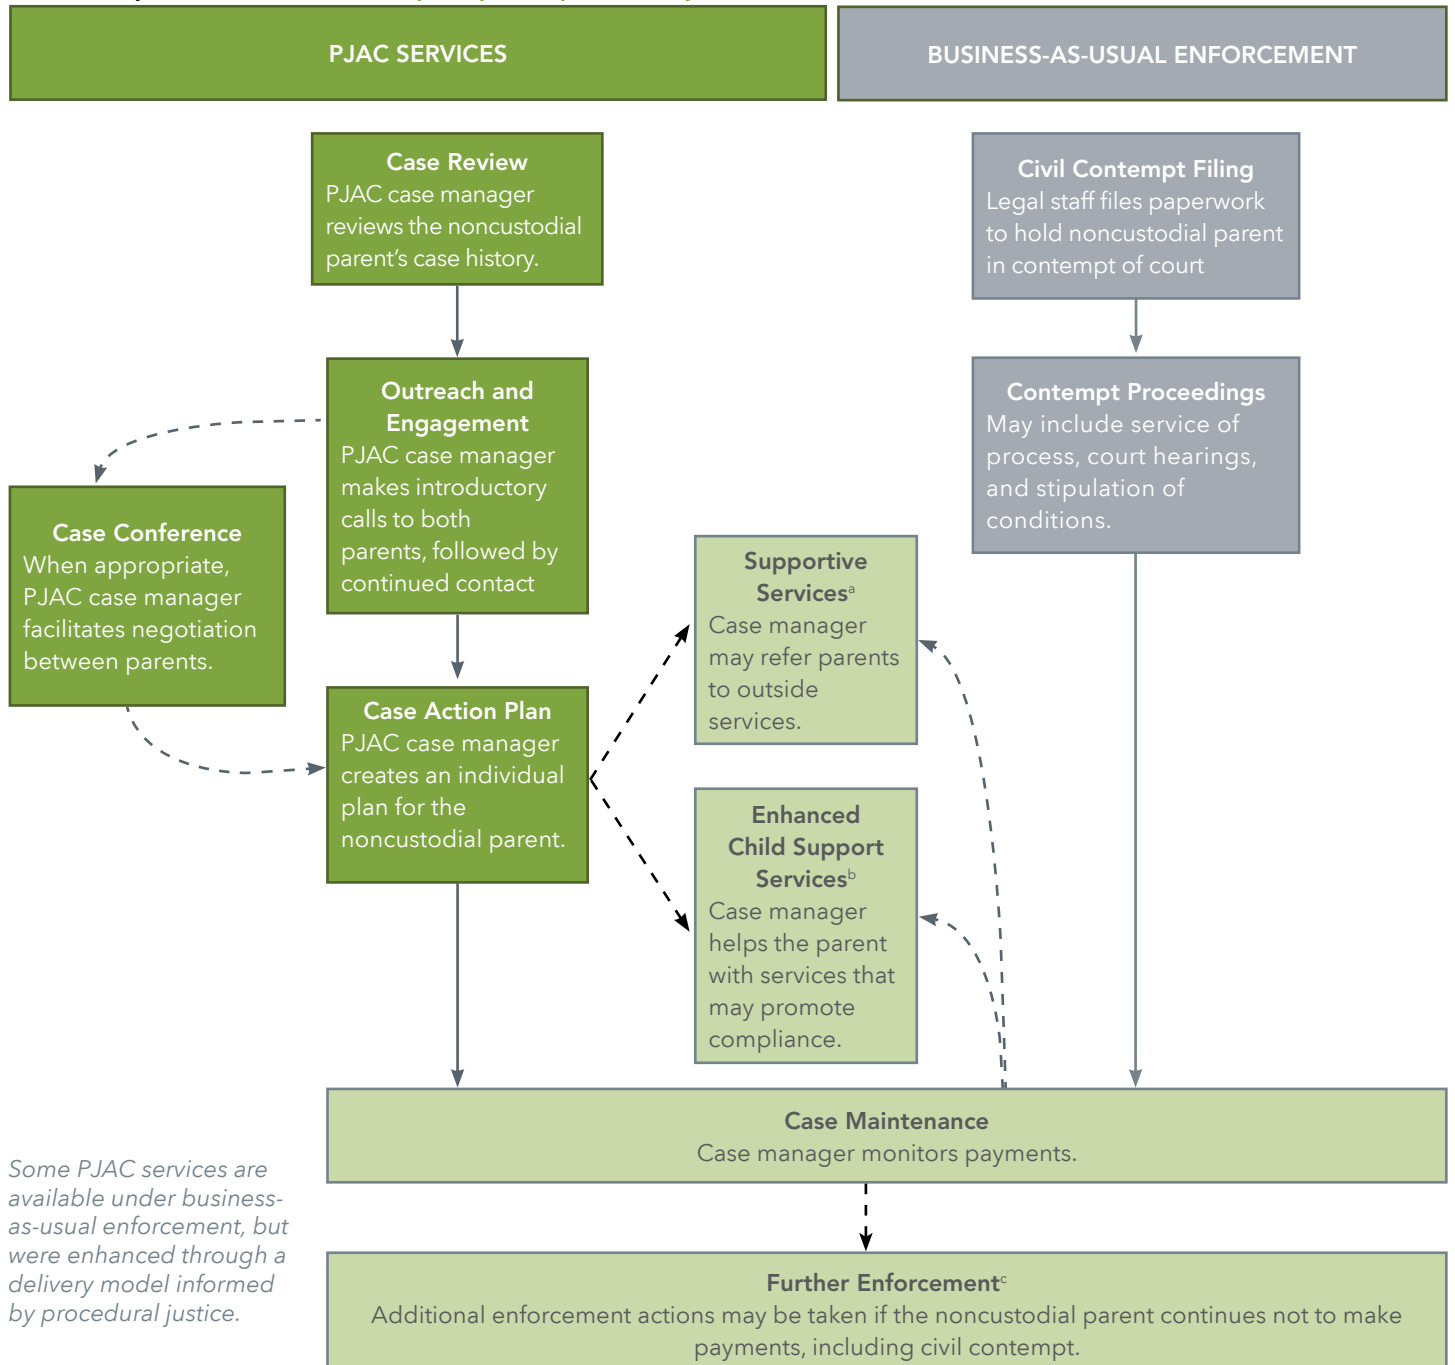 PJAC SERVICES
BUSINESS-AS-USUAL ENFORCEMENT
Case Review
PJAC case manager
reviews the noncustodial
parent’s case history.
Civil Contempt Filing
Legal staff files paperwork
to hold noncustodial parent
in contempt of court
Outreach and
Engagement
PJAC case manager
makes introductory
calls to both
parents, followed by
continued contact
Contempt Proceedings
May include service of
process, court hearings,
and stipulation of
conditions.
Case Conference
When appropriate,
PJAC case manager
facilitates negotiation
between parents.
Supportive
Servicesᵃ
Case manager
may refer parents
to outside
services.
Case Action Plan
PJAC case manager
creates an individual
plan for the
noncustodial parent.
Enhanced
Child Support
Servicesᵇ
Case manager
helps the parent
with services that
may promote
compliance.
Case Maintenance
Case manager monitors payments.
Some PJAC services are
available under business-
as-usual enforcement, but
were enhanced through a
delivery model informed
by procedural justice.
Further Enforcementᶜ
Additional enforcement actions may be taken if the noncustodial parent continues not to make
payments, including civil contempt.